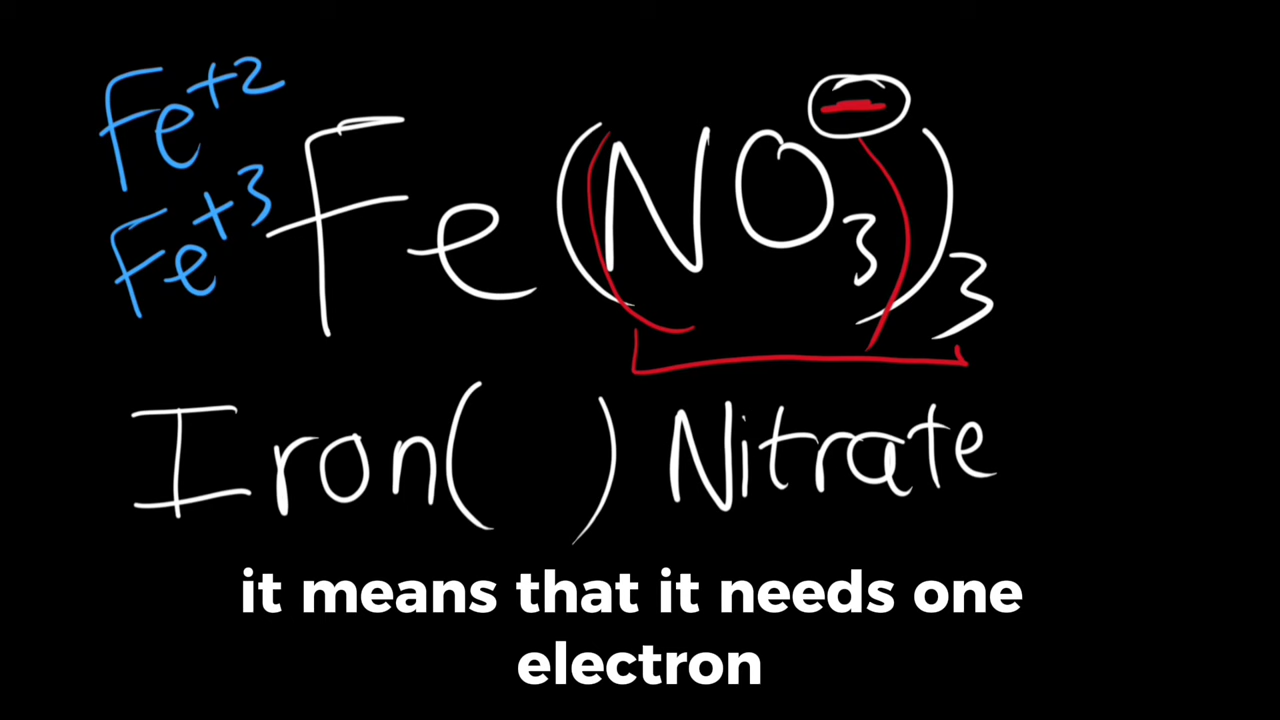 Fe+2
Fe+3
Fe(NO3−)3
Iron( ) Nitrate
it means that it needs one
electron